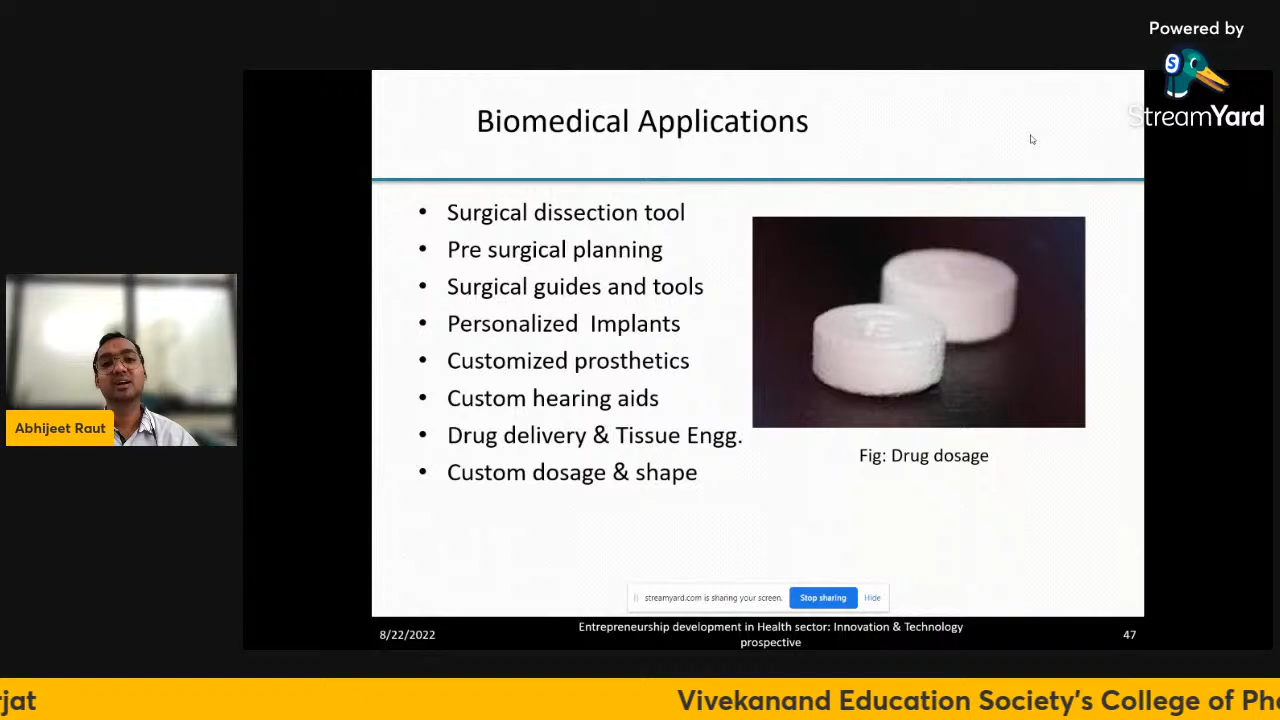 Powered by
StreamYard
Biomedical Applications
• Surgical dissection tool
• Pre surgical planning
• Surgical guides and tools
• Personalized Implants
• Customized prosthetics
• Custom hearing aids
• Drug delivery & Tissue Engg.
• Custom dosage & shape
Fig: Drug dosage
Abhijeet Raut
streamyard.com is sharing your screen.
Stop sharing
Hide
8/22/2022
Entrepreneurship development in Health sector: Innovation & Technology
prospective
47
rjat
Vivekanand Education Society's College of Pha